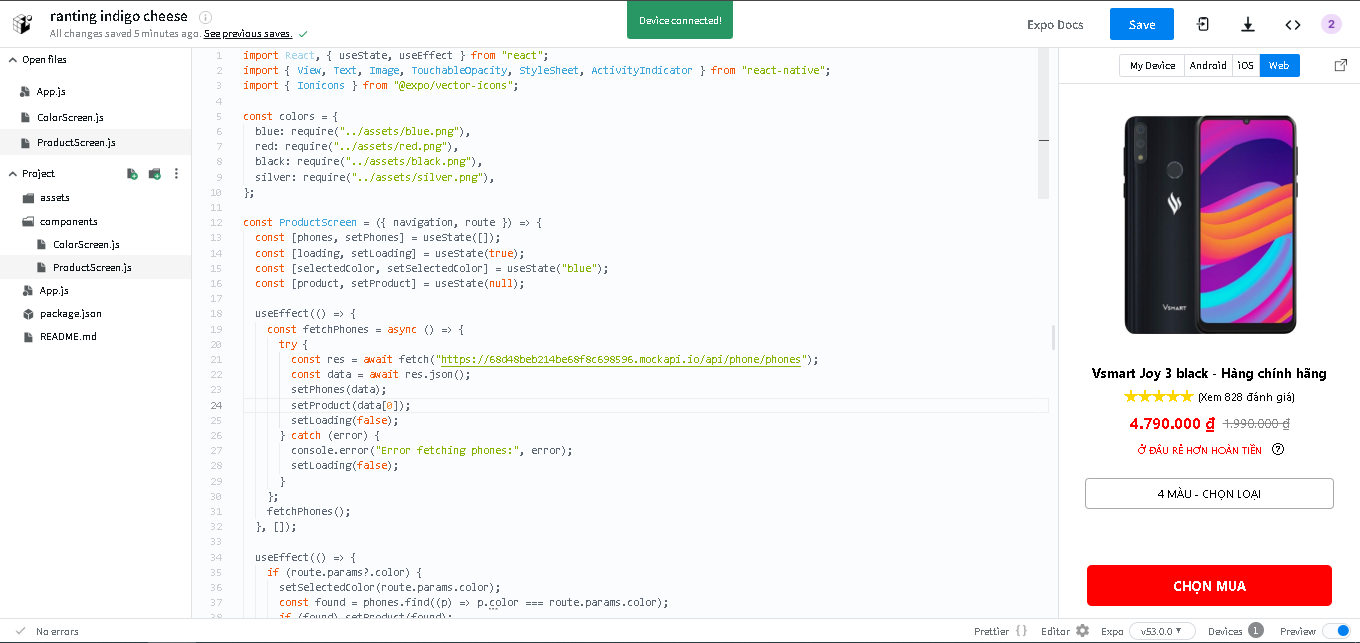 ranting indigo cheese
All changes saved 5 minutes ago. See previous saves.
Device connected!
Expo Docs
Save
2
Open files
App.js
ColorScreen.js
ProductScreen.js
Project
assets
components
ColorScreen.js
ProductScreen.js
App.js
package.json
README.md
1 import React, { useState, useEffect } from "react";
2 import { View, Text, Image, TouchableOpacity, StyleSheet, ActivityIndicator } from "react-native";
3 import { Ionicons } from "@expo/vector-icons";
4
5 const colors = {
6 blue: require("../assets/blue.png"),
7 red: require("../assets/red.png"),
8 black: require("../assets/black.png"),
9 silver: require("../assets/silver.png"),
10 };
11
12 const ProductScreen = ({ navigation, route }) => {
13 const [phones, setPhones] = useState([]);
14 const [loading, setLoading] = useState(true);
15 const [selectedColor, setSelectedColor] = useState("blue");
16 const [product, setProduct] = useState(null);
17
18 useEffect(() => {
19 const fetchPhones = async () => {
20 try {
21 const res = await fetch("https://68d48beb214be68f8c698596.mockapi.io/api/phone/phones");
22 const data = await res.json();
23 setPhones(data);
24 setProduct(data[0]);
25 setLoading(false);
26 } catch (error) {
27 console.error("Error fetching phones:", error);
28 setLoading(false);
29 }
30 };
31 fetchPhones();
32 }, []);
33
34 useEffect(() => {
35 if (route.params?.color) {
36 setSelectedColor(route.params.color);
37 const found = phones.find((p) => p.color === route.params.color);
38 if (found) setProduct(found);
My Device
Android
iOS
Web
VSMART
Vsmart Joy 3 black - Hàng chính hãng
(Xem 828 đánh giá)
4.790.000 ₫ 1.990.000 ₫
Ở ĐÂU RẺ HƠN HOÀN TIỀN ?
4 MÀU - CHỌN LOẠI
CHỌN MUA
No errors
Prettier {}
Editor
Expo
v53.0.0
Devices 1
Preview